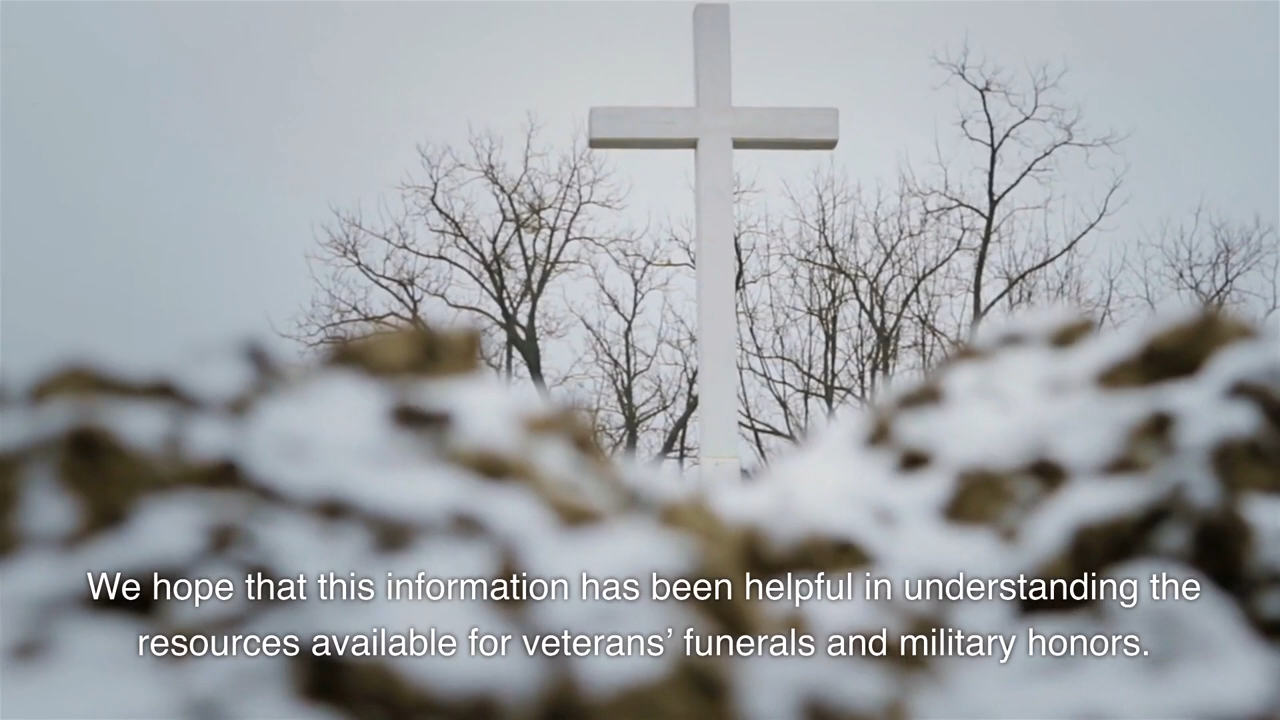 We hope that this information has been helpful in understanding the
resources available for veterans’ funerals and military honors.